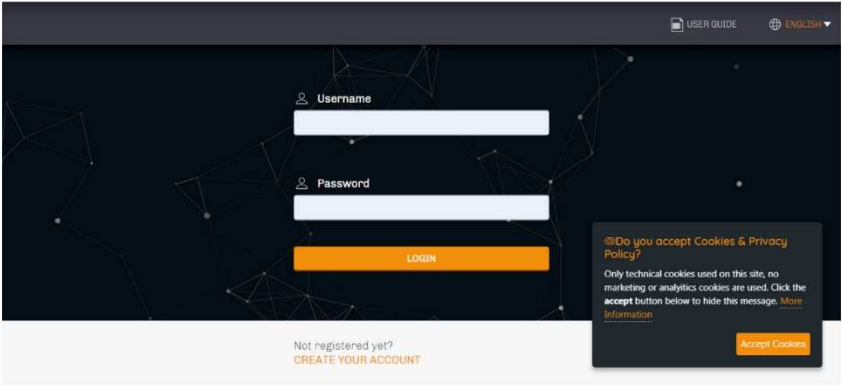 USER GUIDE
ENGLISH
Username
Password
LOGIN
Do you accept Cookies & Privacy
Policy?
Only technical cookies used on this site, no
marketing or analyitics cookies are used. Click the
accept button below to hide this message. More
Information
Accept Cookies
Not registered yet?
CREATE YOUR ACCOUNT